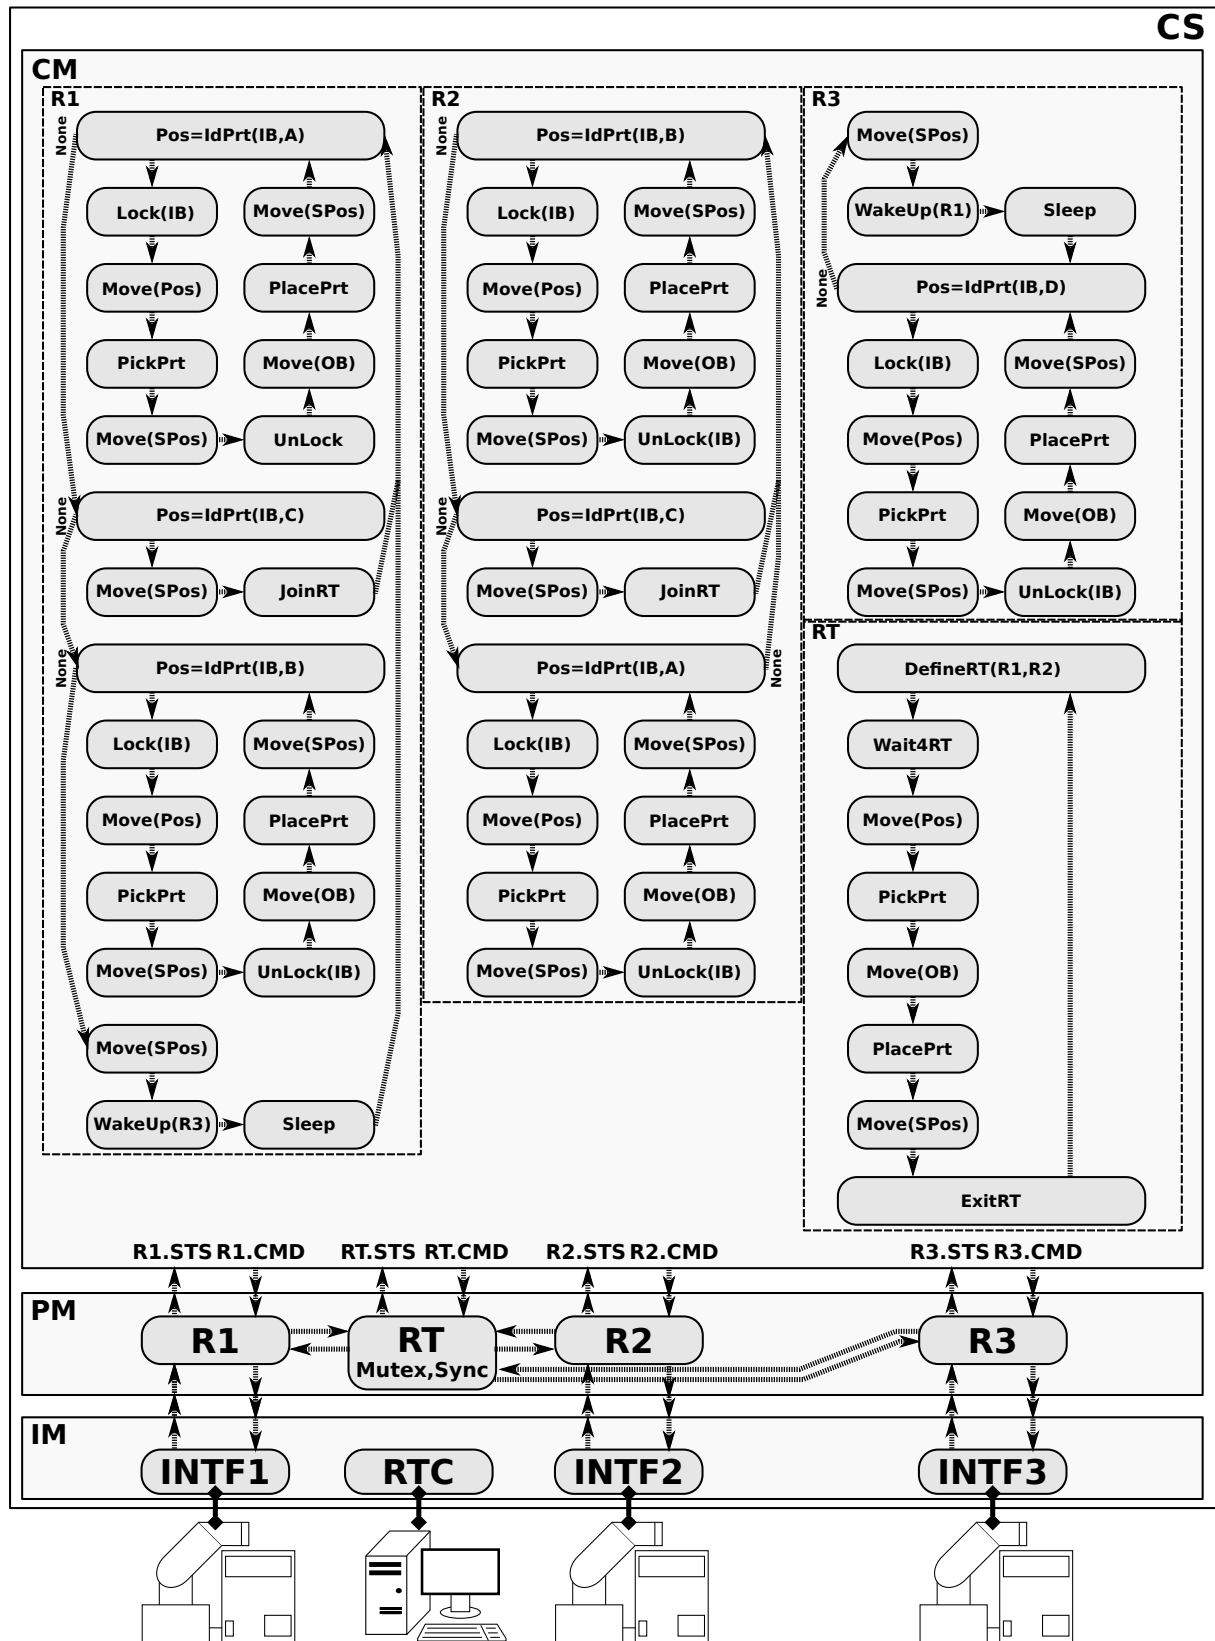 CS
CM
R1
None
Pos=IdPrt(IB,A)
Lock(IB)
Move(SPos)
Move(Pos)
PlacePrt
PickPrt
Move(OB)
Move(SPos)
UnLock
None
Pos=IdPrt(IB,C)
Move(SPos)
JoinRT
None
Pos=IdPrt(IB,B)
Lock(IB)
Move(SPos)
Move(Pos)
PlacePrt
PickPrt
Move(OB)
Move(SPos)
UnLock(IB)
Move(SPos)
WakeUp(R3)
Sleep
R2
None
Pos=IdPrt(IB,B)
Lock(IB)
Move(SPos)
Move(Pos)
PlacePrt
PickPrt
Move(OB)
Move(SPos)
UnLock(IB)
None
Pos=IdPrt(IB,C)
Move(SPos)
JoinRT
Pos=IdPrt(IB,A)
None
Lock(IB)
Move(SPos)
Move(Pos)
PlacePrt
PickPrt
Move(OB)
Move(SPos)
UnLock(IB)
R3
Move(SPos)
WakeUp(R1)
Sleep
None
Pos=IdPrt(IB,D)
Lock(IB)
Move(SPos)
Move(Pos)
PlacePrt
PickPrt
Move(OB)
Move(SPos)
UnLock(IB)
RT
DefineRT(R1,R2)
Wait4RT
Move(Pos)
PickPrt
Move(OB)
PlacePrt
Move(SPos)
ExitRT
R1.STS R1.CMD
RT.STS RT.CMD
R2.STS R2.CMD
R3.STS R3.CMD
PM
R1
RT
Mutex,Sync
R2
R3
IM
INTF1
RTC
INTF2
INTF3